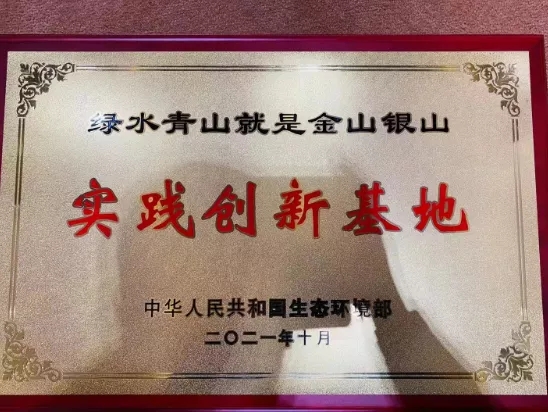 绿水青山就是金山银山
实践创新基地
中华人民共和国生态环境部
二〇二一年十月